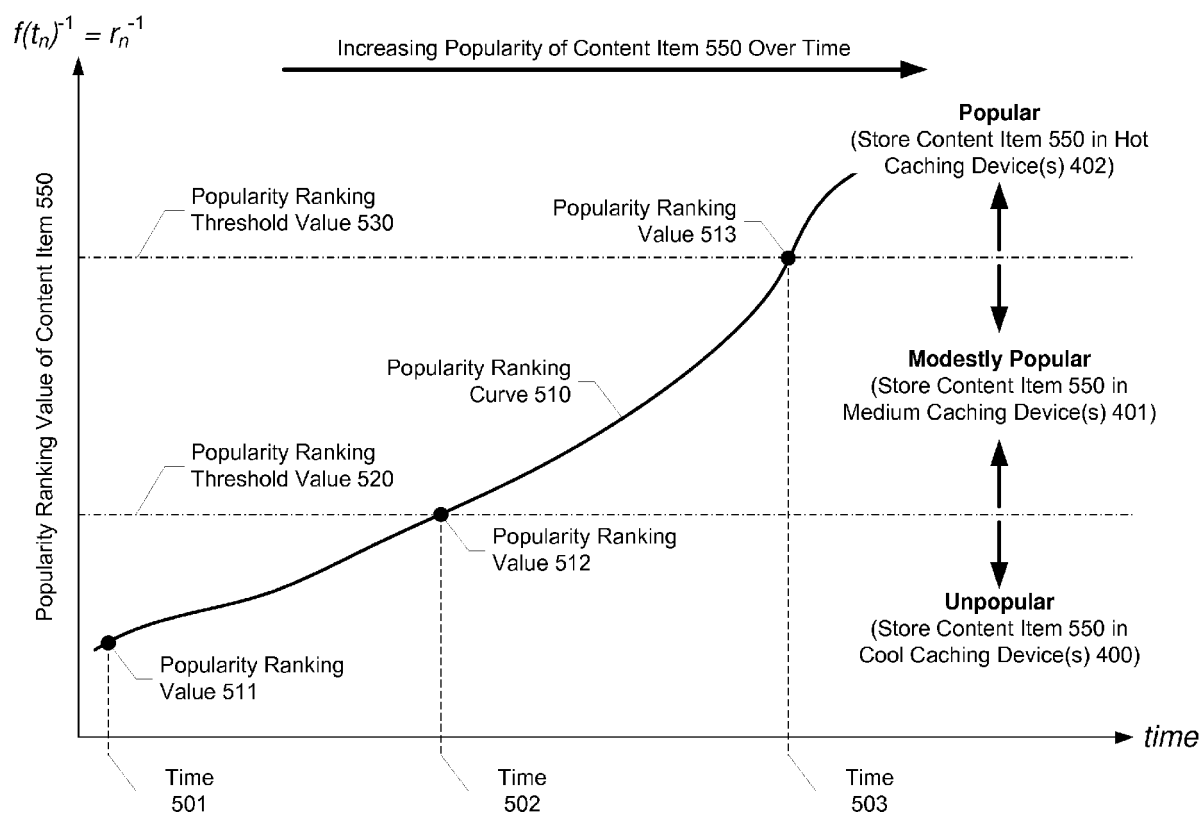 f(tₙ)⁻¹ = rₙ⁻¹
Increasing Popularity of Content Item 550 Over Time
Popular
(Store Content Item 550 in Hot
Caching Device(s) 402)
Popularity Ranking
Threshold Value 530
Popularity Ranking
Value 513
Popularity Ranking Value of Content Item 550
Popularity Ranking
Curve 510
Modestly Popular
(Store Content Item 550 in
Medium Caching Device(s) 401)
Popularity Ranking
Threshold Value 520
Popularity Ranking
Value 512
Unpopular
(Store Content Item 550 in
Cool Caching Device(s) 400)
Popularity Ranking
Value 511
time
Time
501
Time
502
Time
503